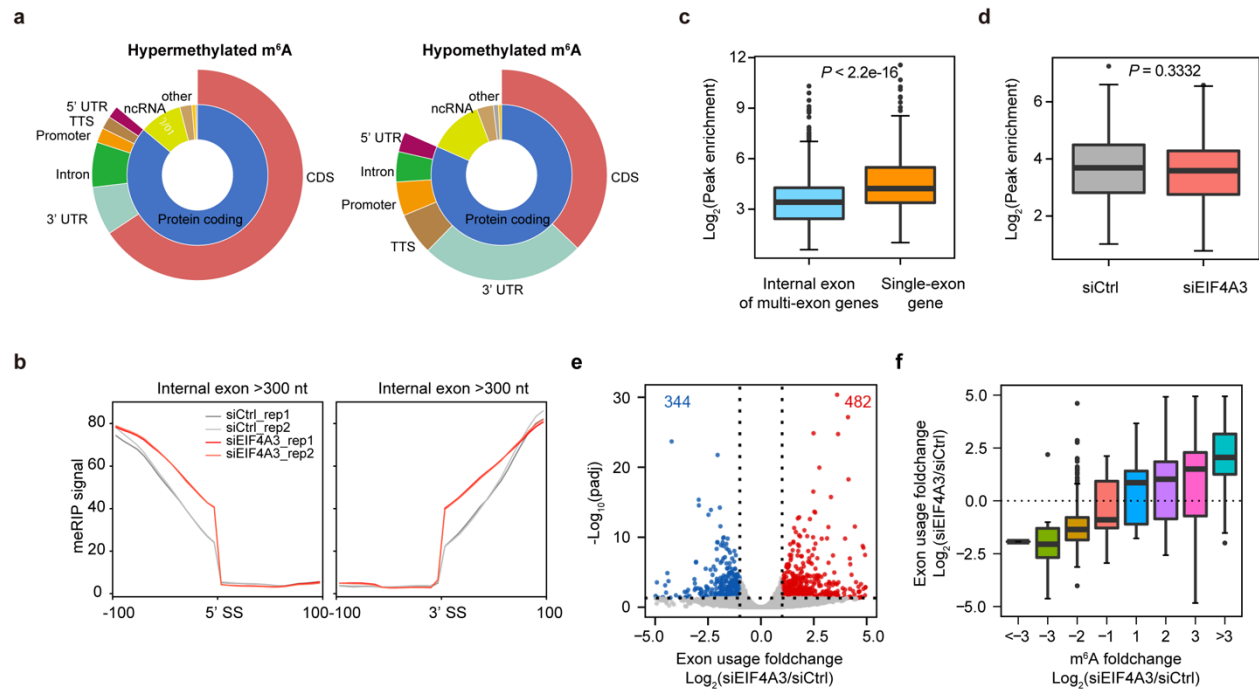 a
Hypermethylated m⁶A
5' UTR
TTS
Promoter
Intron
3' UTR
ncRNA
other
CDS
Protein coding
Hypomethylated m⁶A
5' UTR
Intron
Promoter
TTS
3' UTR
ncRNA
other
CDS
Protein coding
b
Internal exon >300 nt
Internal exon >300 nt
meRIP signal
80
60
40
20
0
siCtrl_rep1
siCtrl_rep2
siEIF4A3_rep1
siEIF4A3_rep2
-100
5' SS
100
-100
3' SS
100
c
Log₂(Peak enrichment)
12
9
6
3
P < 2.2e-16
Internal exon
of multi-exon genes
Single-exon
gene
d
Log₂(Peak enrichment)
6
4
2
P = 0.3332
siCtrl
siEIF4A3
e
-Log₁₀(padj)
30
20
10
0
344
482
-5.0
-2.5
0.0
2.5
5.0
Exon usage foldchange
Log₂(siEIF4A3/siCtrl)
f
Exon usage foldchange
Log₂(siEIF4A3/siCtrl)
5.0
2.5
0.0
-2.5
-5.0
<-3
-3
-2
-1
1
2
3
>3
m⁶A foldchange
Log₂(siEIF4A3/siCtrl)